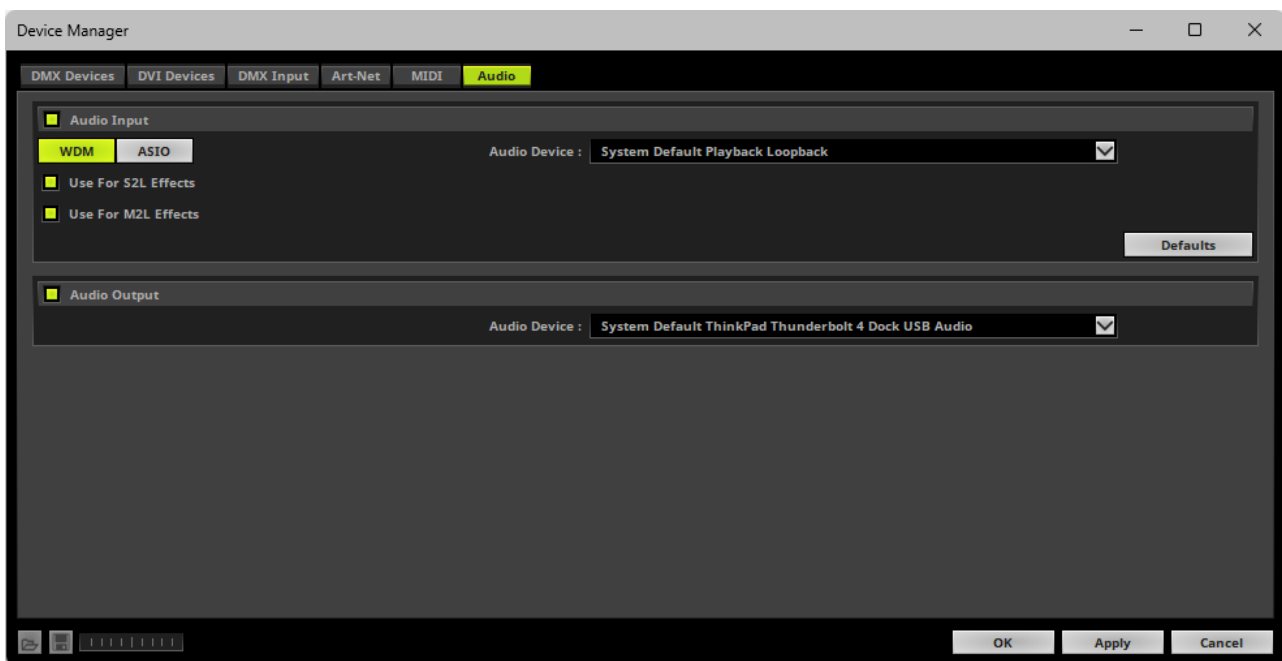 Device Manager
DMX Devices DVI Devices DMX Input Art-Net MIDI Audio
Audio Input
WDM ASIO Audio Device : System Default Playback Loopback
Use For S2L Effects
Use For M2L Effects
Defaults
Audio Output
Audio Device : System Default ThinkPad Thunderbolt 4 Dock USB Audio
OK Apply Cancel